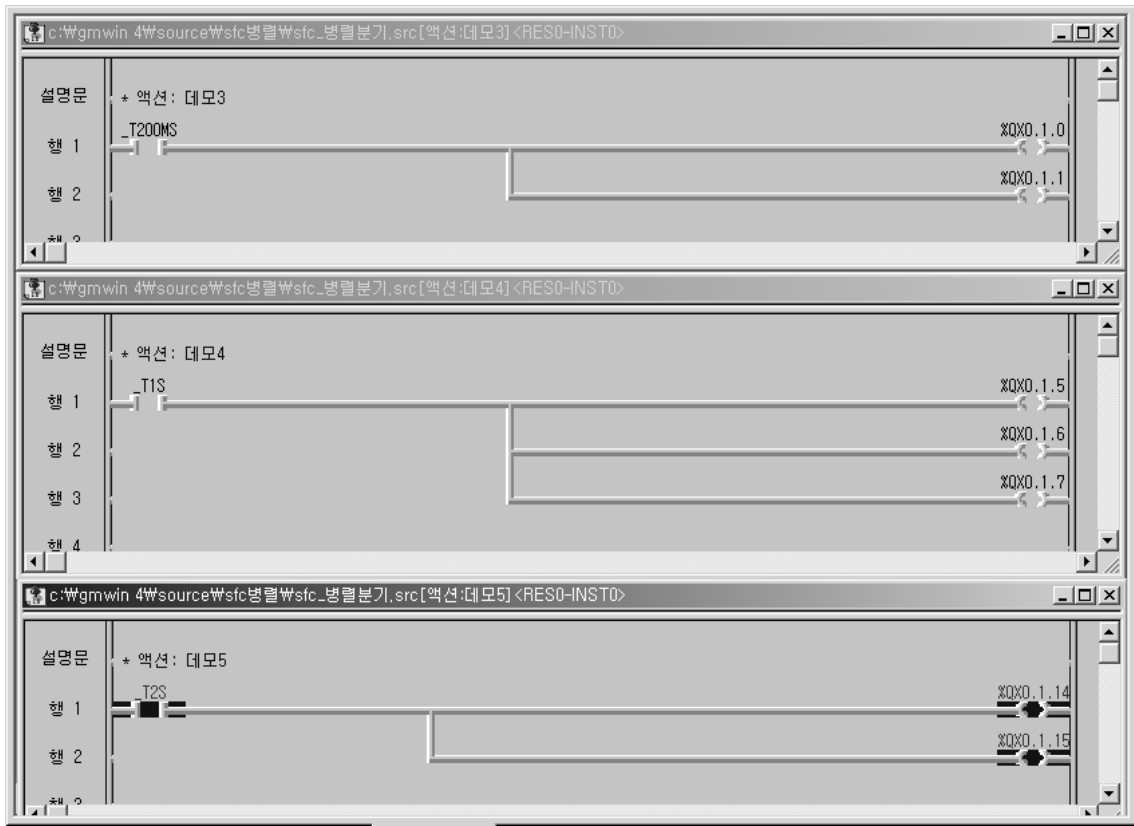 c:₩gmwin 4₩source₩sfc병렬₩sfc_병렬분기.src[액션:데모3]<RES0-INST0>
설명문 * 액션: 데모3
_T200MS %QX0.1.0
행 1
%QX0.1.1
행 2
c:₩gmwin 4₩source₩sfc병렬₩sfc_병렬분기.src[액션:데모4]<RES0-INST0>
설명문 * 액션: 데모4
_T1S %QX0.1.5
행 1
%QX0.1.6
행 2
%QX0.1.7
행 3
행 4
c:₩gmwin 4₩source₩sfc병렬₩sfc_병렬분기.src[액션:데모5]<RES0-INST0>
설명문 * 액션: 데모5
_T2S %QX0.1.14
행 1
%QX0.1.15
행 2